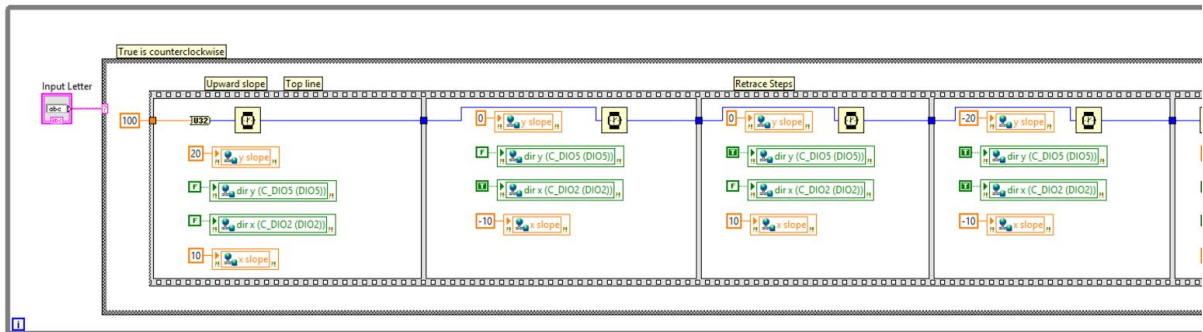 True is counterclockwise
Input Letter
abc
abc
Upward slope
Top line
Retrace Steps
100
U32
20
y slope
F
dir y (C_DIO5 (DIO5))
F
dir x (C_DIO2 (DIO2))
10
x slope
0
y slope
F
dir y (C_DIO5 (DIO5))
T
dir x (C_DIO2 (DIO2))
-10
x slope
0
y slope
T
dir y (C_DIO5 (DIO5))
F
dir x (C_DIO2 (DIO2))
10
x slope
-20
y slope
T
dir y (C_DIO5 (DIO5))
T
dir x (C_DIO2 (DIO2))
-10
x slope
i